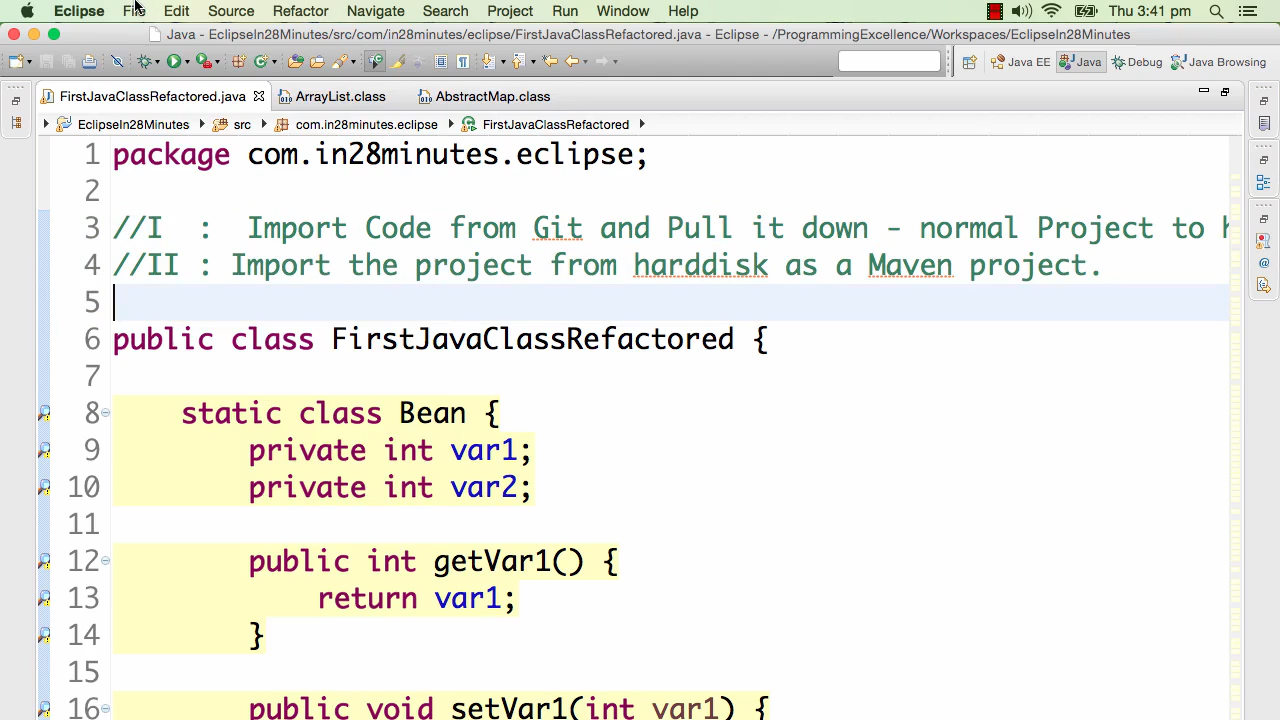 Eclipse File Edit Source Refactor Navigate Search Project Run Window Help Thu 3:41 pm
Java - EclipseIn28Minutes/src/com/in28minutes/eclipse/FirstJavaClassRefactored.java - Eclipse - /ProgrammingExcellence/Workspaces/EclipseIn28Minutes
Java EE Java Debug Java Browsing
FirstJavaClassRefactored.java ArrayList.class AbstractMap.class
EclipseIn28Minutes src com.in28minutes.eclipse FirstJavaClassRefactored
1 package com.in28minutes.eclipse;
2
3 //I : Import Code from Git and Pull it down - normal Project to
4 //II : Import the project from harddisk as a Maven project.
5
6 public class FirstJavaClassRefactored {
7
8 static class Bean {
9 private int var1;
10 private int var2;
11
12 public int getVar1() {
13 return var1;
14 }
15
16 public void setVar1(int var1) {